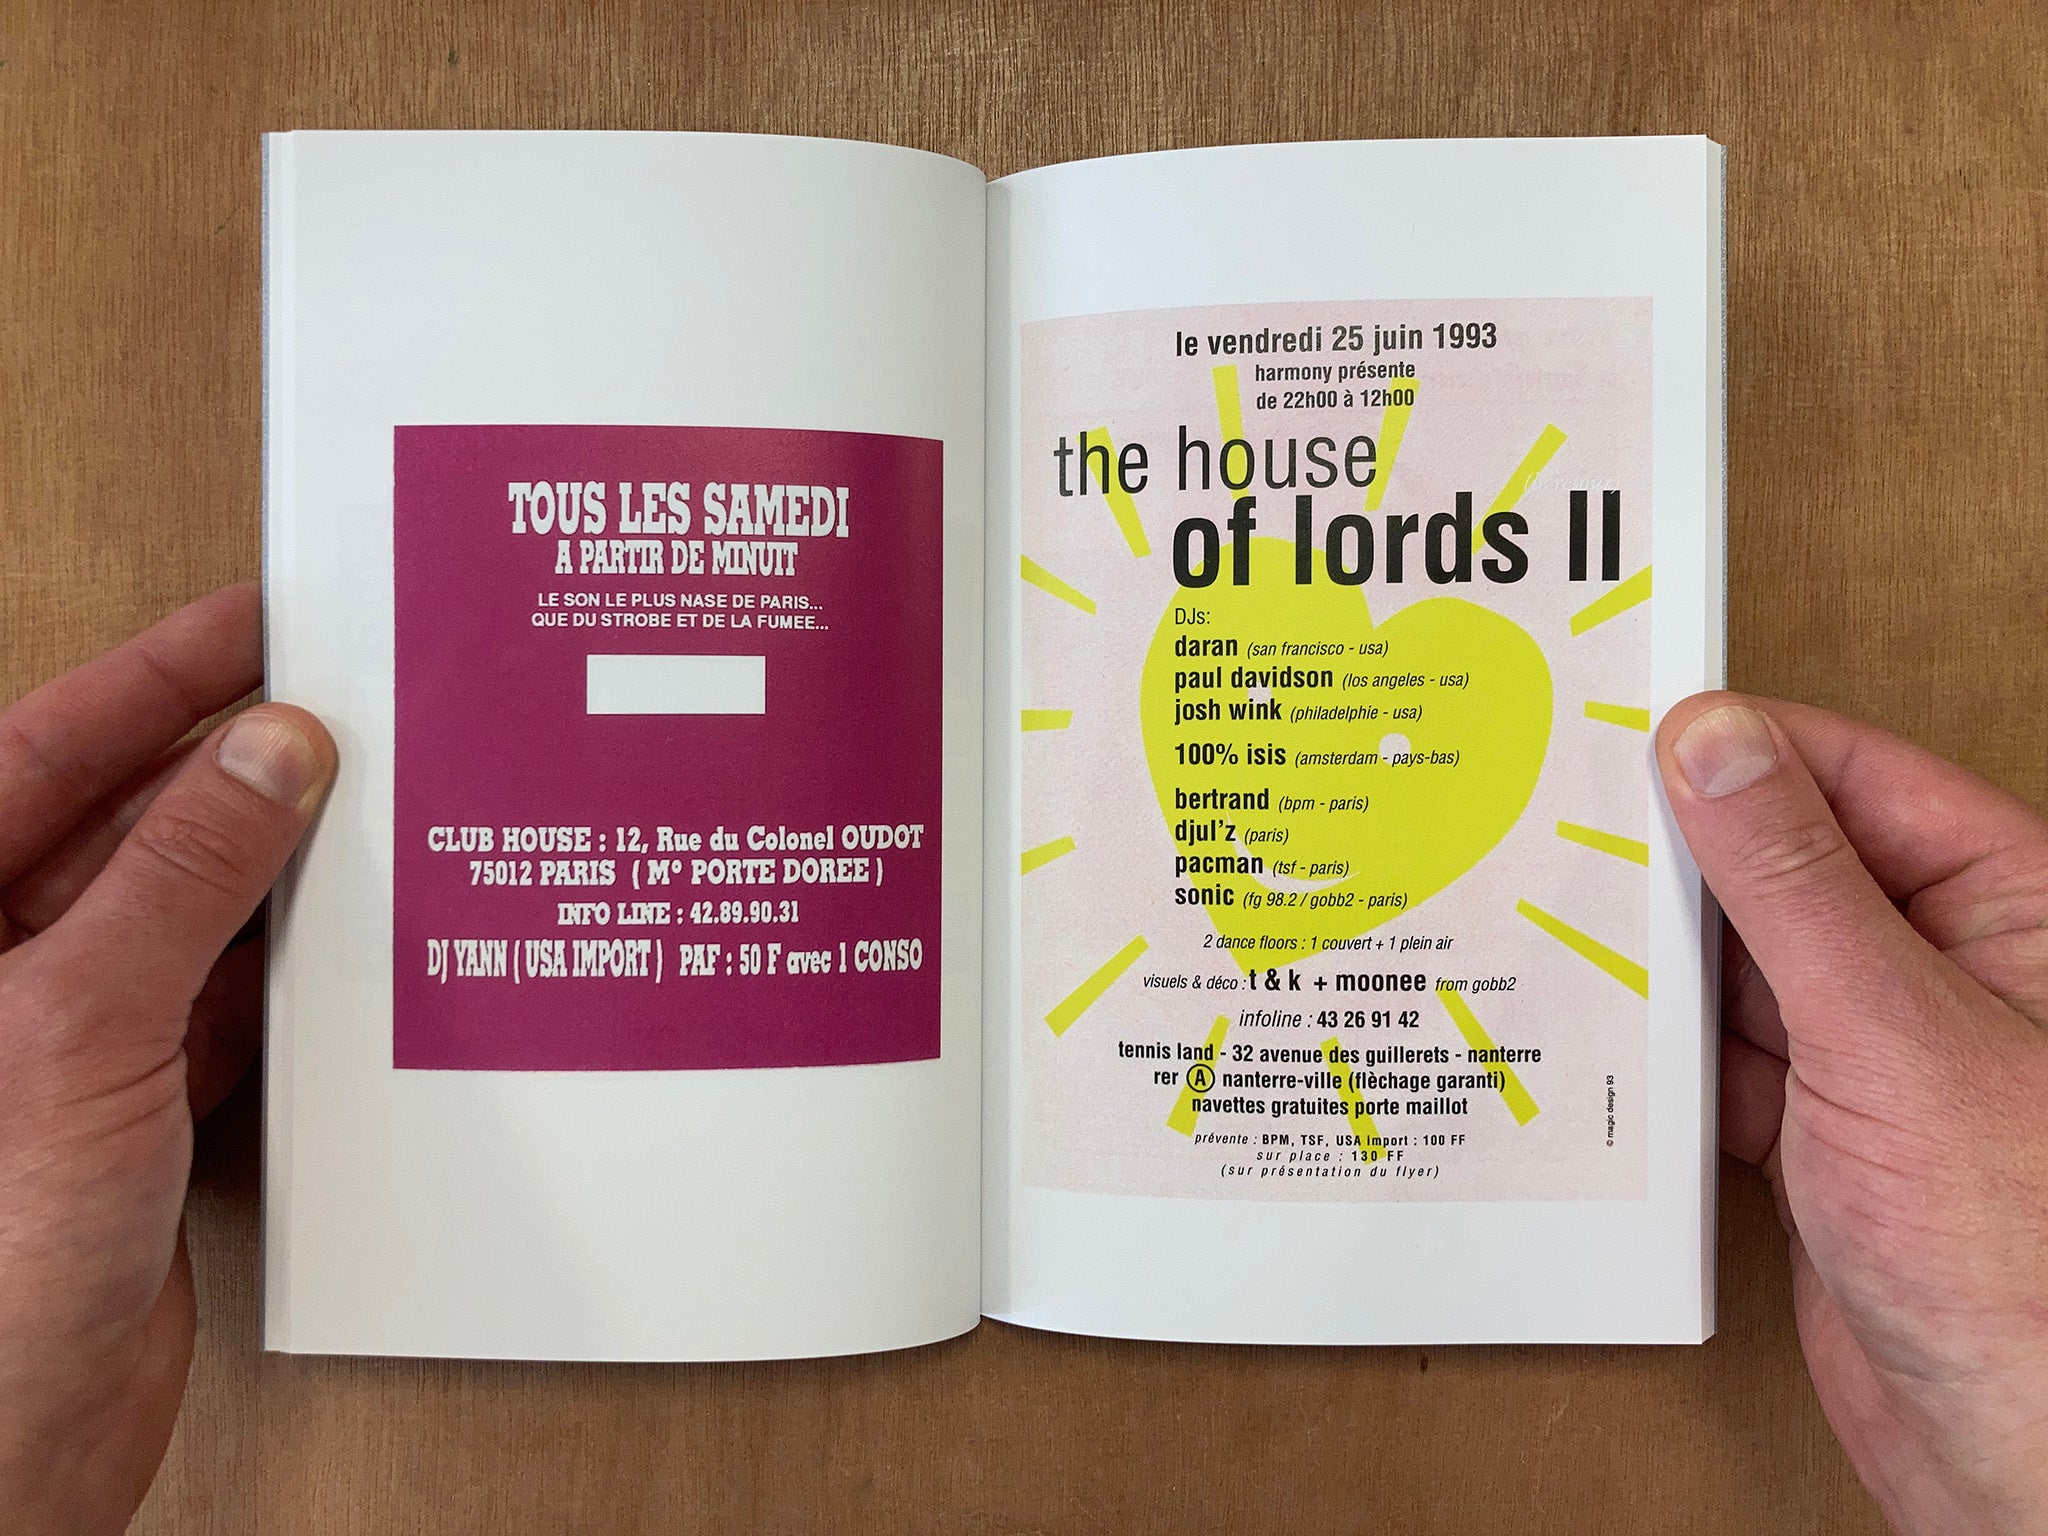 TOUS LES SAMEDI
A PARTIR DE MINUIT
LE SON LE PLUS NASE DE PARIS...
QUE DU STROBE ET DE LA FUMEE...
CLUB HOUSE : 12, Rue du Colonel OUDOT
75012 PARIS ( M° PORTE DOREE )
INFO LINE : 42.89.90.31
DJ YANN ( USA IMPORT ) PAF : 50 F avec 1 CONSO
le vendredi 25 juin 1993
harmony présente
de 22h00 à 12h00
the house
(le retour)
of lords II
DJs:
daran (san francisco - usa)
paul davidson (los angeles - usa)
josh wink (philadelphie - usa)
100% isis (amsterdam - pays-bas)
bertrand (bpm - paris)
djul'z (paris)
pacman (tsf - paris)
sonic (fg 98.2 / gobb2 - paris)
2 dance floors : 1 couvert + 1 plein air
visuels & déco : t & k + moonee from gobb2
infoline : 43 26 91 42
tennis land - 32 avenue des guillerets - nanterre
rer A nanterre-ville (flèchage garanti)
navettes gratuites porte maillot
prévente : BPM, TSF, USA import : 100 FF
sur place : 130 FF
(sur présentation du flyer)
© magic design 93